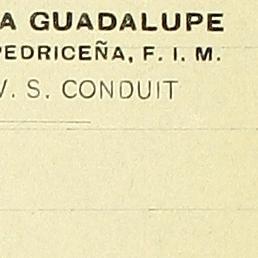 A GUADALUPE
PEDRICEÑA, F. I. M.
V. S. CONDUIT